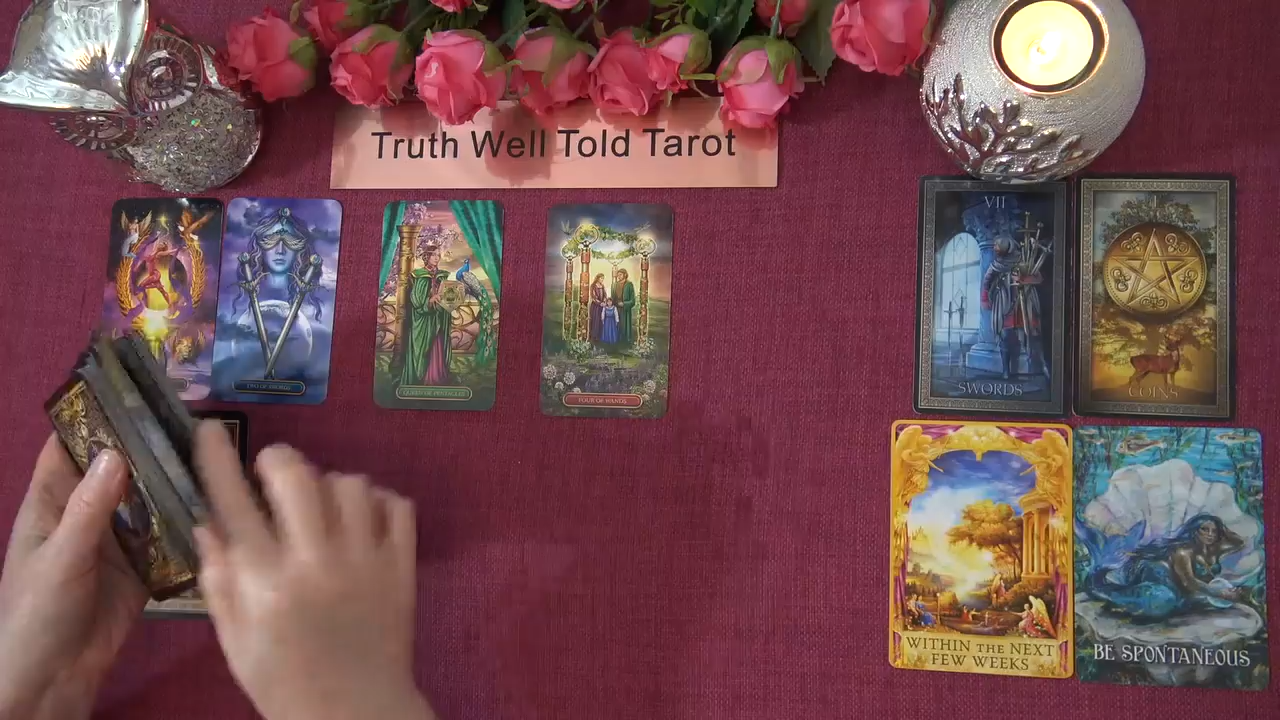 Truth Well Told Tarot
TWO OF SWORDS
QUEEN OF PENTACLES
FOUR OF WANDS
VII
SWORDS
I
COINS
WITHIN THE NEXT
FEW WEEKS
BE SPONTANEOUS